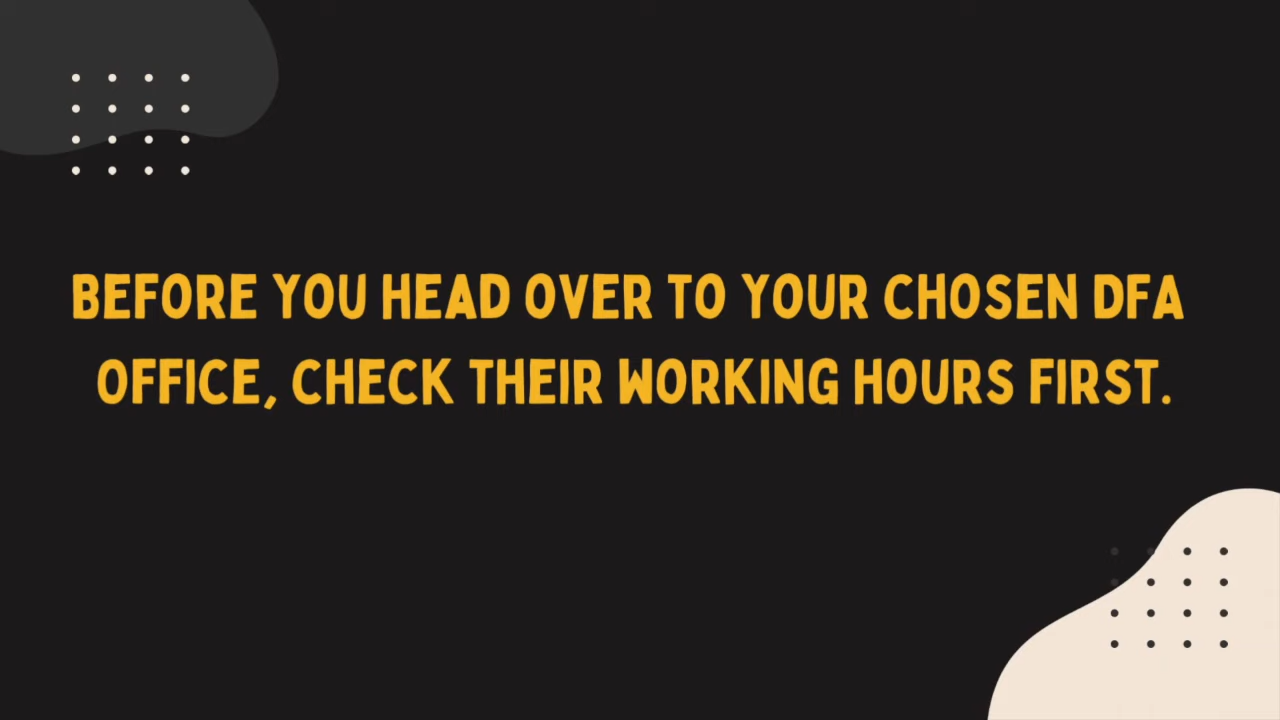 BEFORE YOU HEAD OVER TO YOUR CHOSEN DFA
OFFICE, CHECK THEIR WORKING HOURS FIRST.